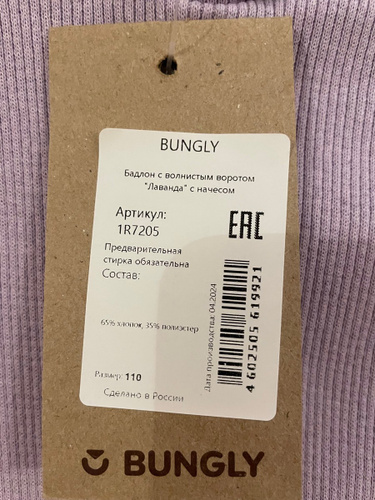 BUNGLY
Бадлон с волнистым воротом
"Лаванда" с начесом
Артикул:
1R7205
EAC
Предварительная
стирка обязательна
Состав:
65% хлопок, 35% полиэстер
Размер: 110
Сделано в России
Дата производства: 04.2024
4 602505 619921
BUNGLY